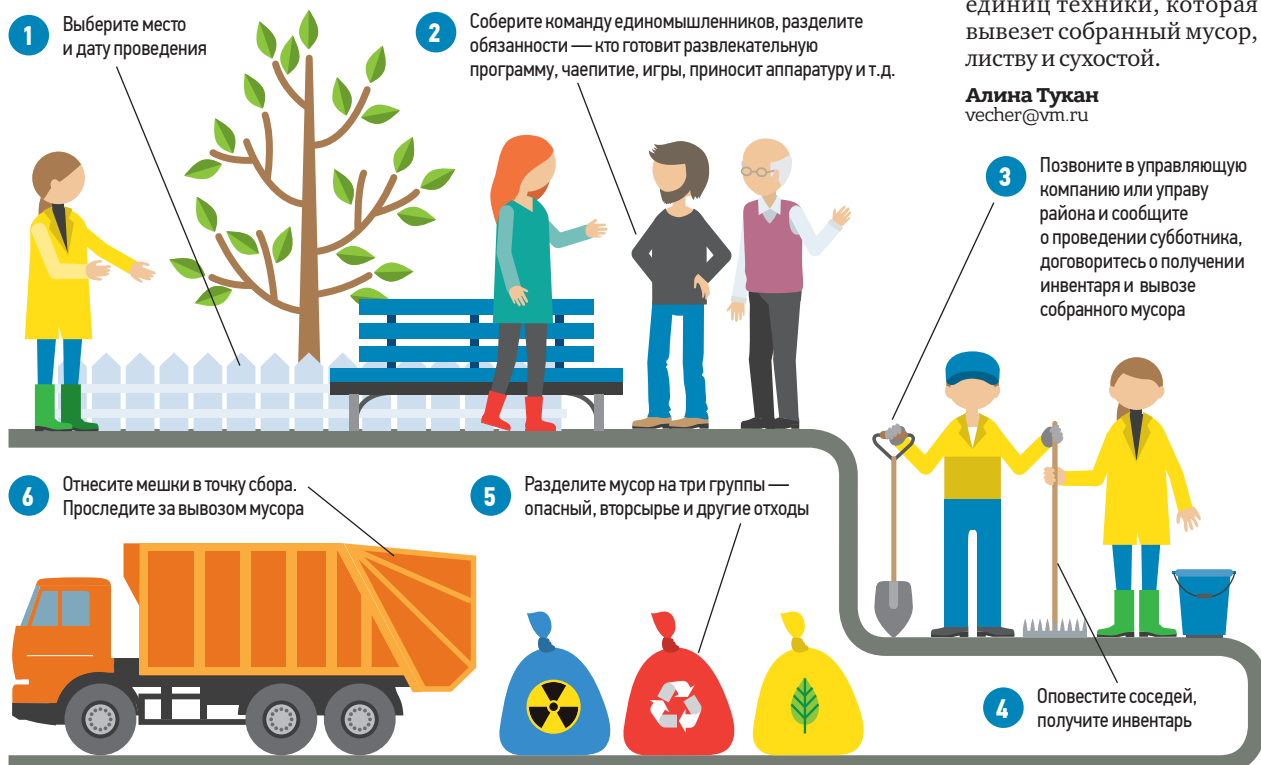 1
Выберите место
и дату проведения
2
Соберите команду единомышленников, разделите
обязанности — кто готовит развлекательную
программу, чаепитие, игры, приносит аппаратуру и т.д.
единиц техники, которая
вывезет собранный мусор,
листву и сухостой.
Алина Тукан
vecher@vm.ru
3
Позвоните в управляющую
компанию или управу
района и сообщите
о проведении субботника,
договоритесь о получении
инвентаря и вывозе
собранного мусора
4
Оповестите соседей,
получите инвентарь
5
Разделите мусор на три группы —
опасный, вторсырье и другие отходы
6
Отнесите мешки в точку сбора.
Проследите за вывозом мусора